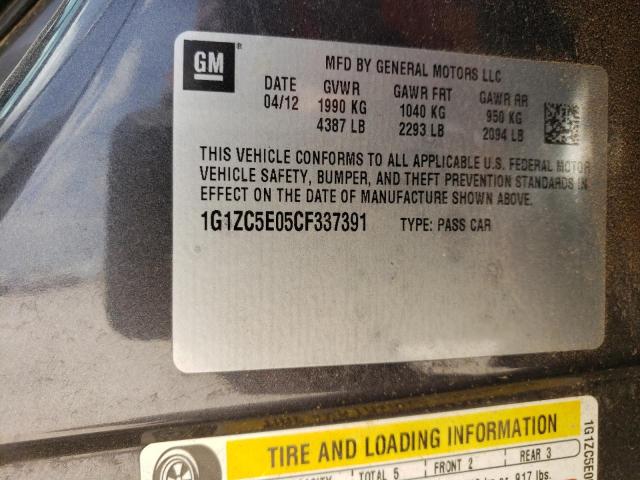 GM ®
MFD BY GENERAL MOTORS LLC
DATE GVWR GAWR FRT GAWR RR
04/12 1990 KG 1040 KG 950 KG
4387 LB 2293 LB 2094 LB
THIS VEHICLE CONFORMS TO ALL APPLICABLE U.S. FEDERAL MOTOR
VEHICLE SAFETY, BUMPER, AND THEFT PREVENTION STANDARDS IN
EFFECT ON THE DATE OF MANUFACTURE SHOWN ABOVE.
1G1ZC5E05CF337391 TYPE: PASS CAR
TIRE AND LOADING INFORMATION
TOTAL 5 FRONT 2 REAR 3
917 lbs.
1G1ZC5E0